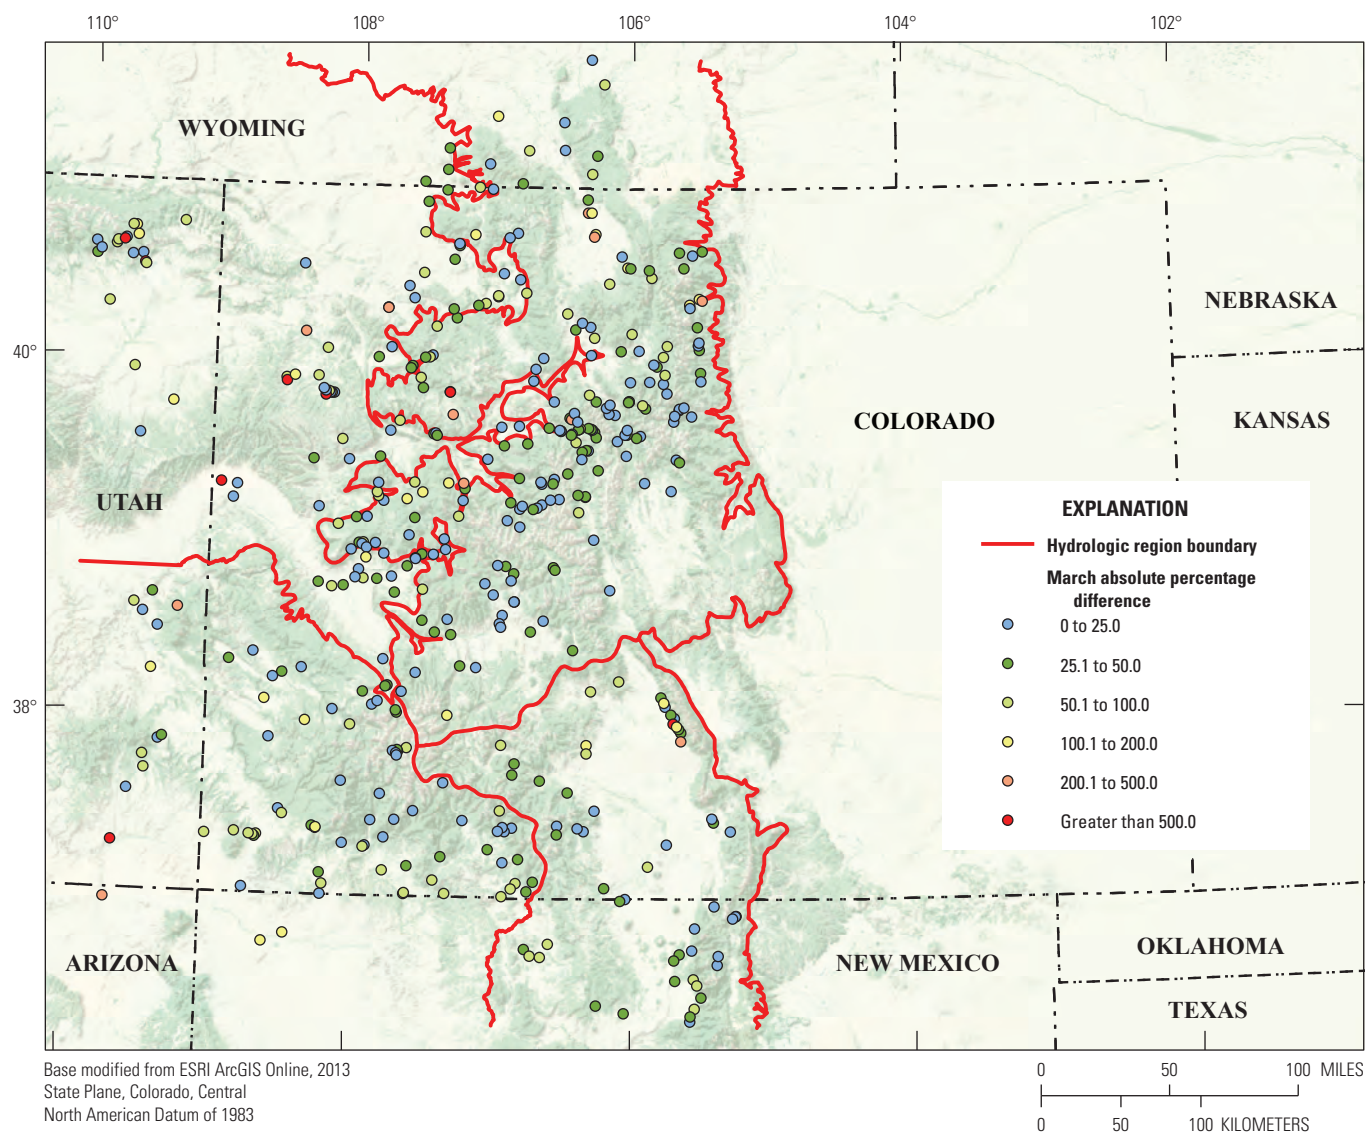 110° 108° 106° 104° 102°
WYOMING
NEBRASKA
40°
COLORADO
KANSAS
UTAH
EXPLANATION
Hydrologic region boundary
March absolute percentage
difference
0 to 25.0
25.1 to 50.0
50.1 to 100.0
100.1 to 200.0
200.1 to 500.0
Greater than 500.0
38°
ARIZONA
NEW MEXICO
OKLAHOMA
TEXAS
Base modified from ESRI ArcGIS Online, 2013
State Plane, Colorado, Central
North American Datum of 1983
0 50 100 MILES
0 50 100 KILOMETERS